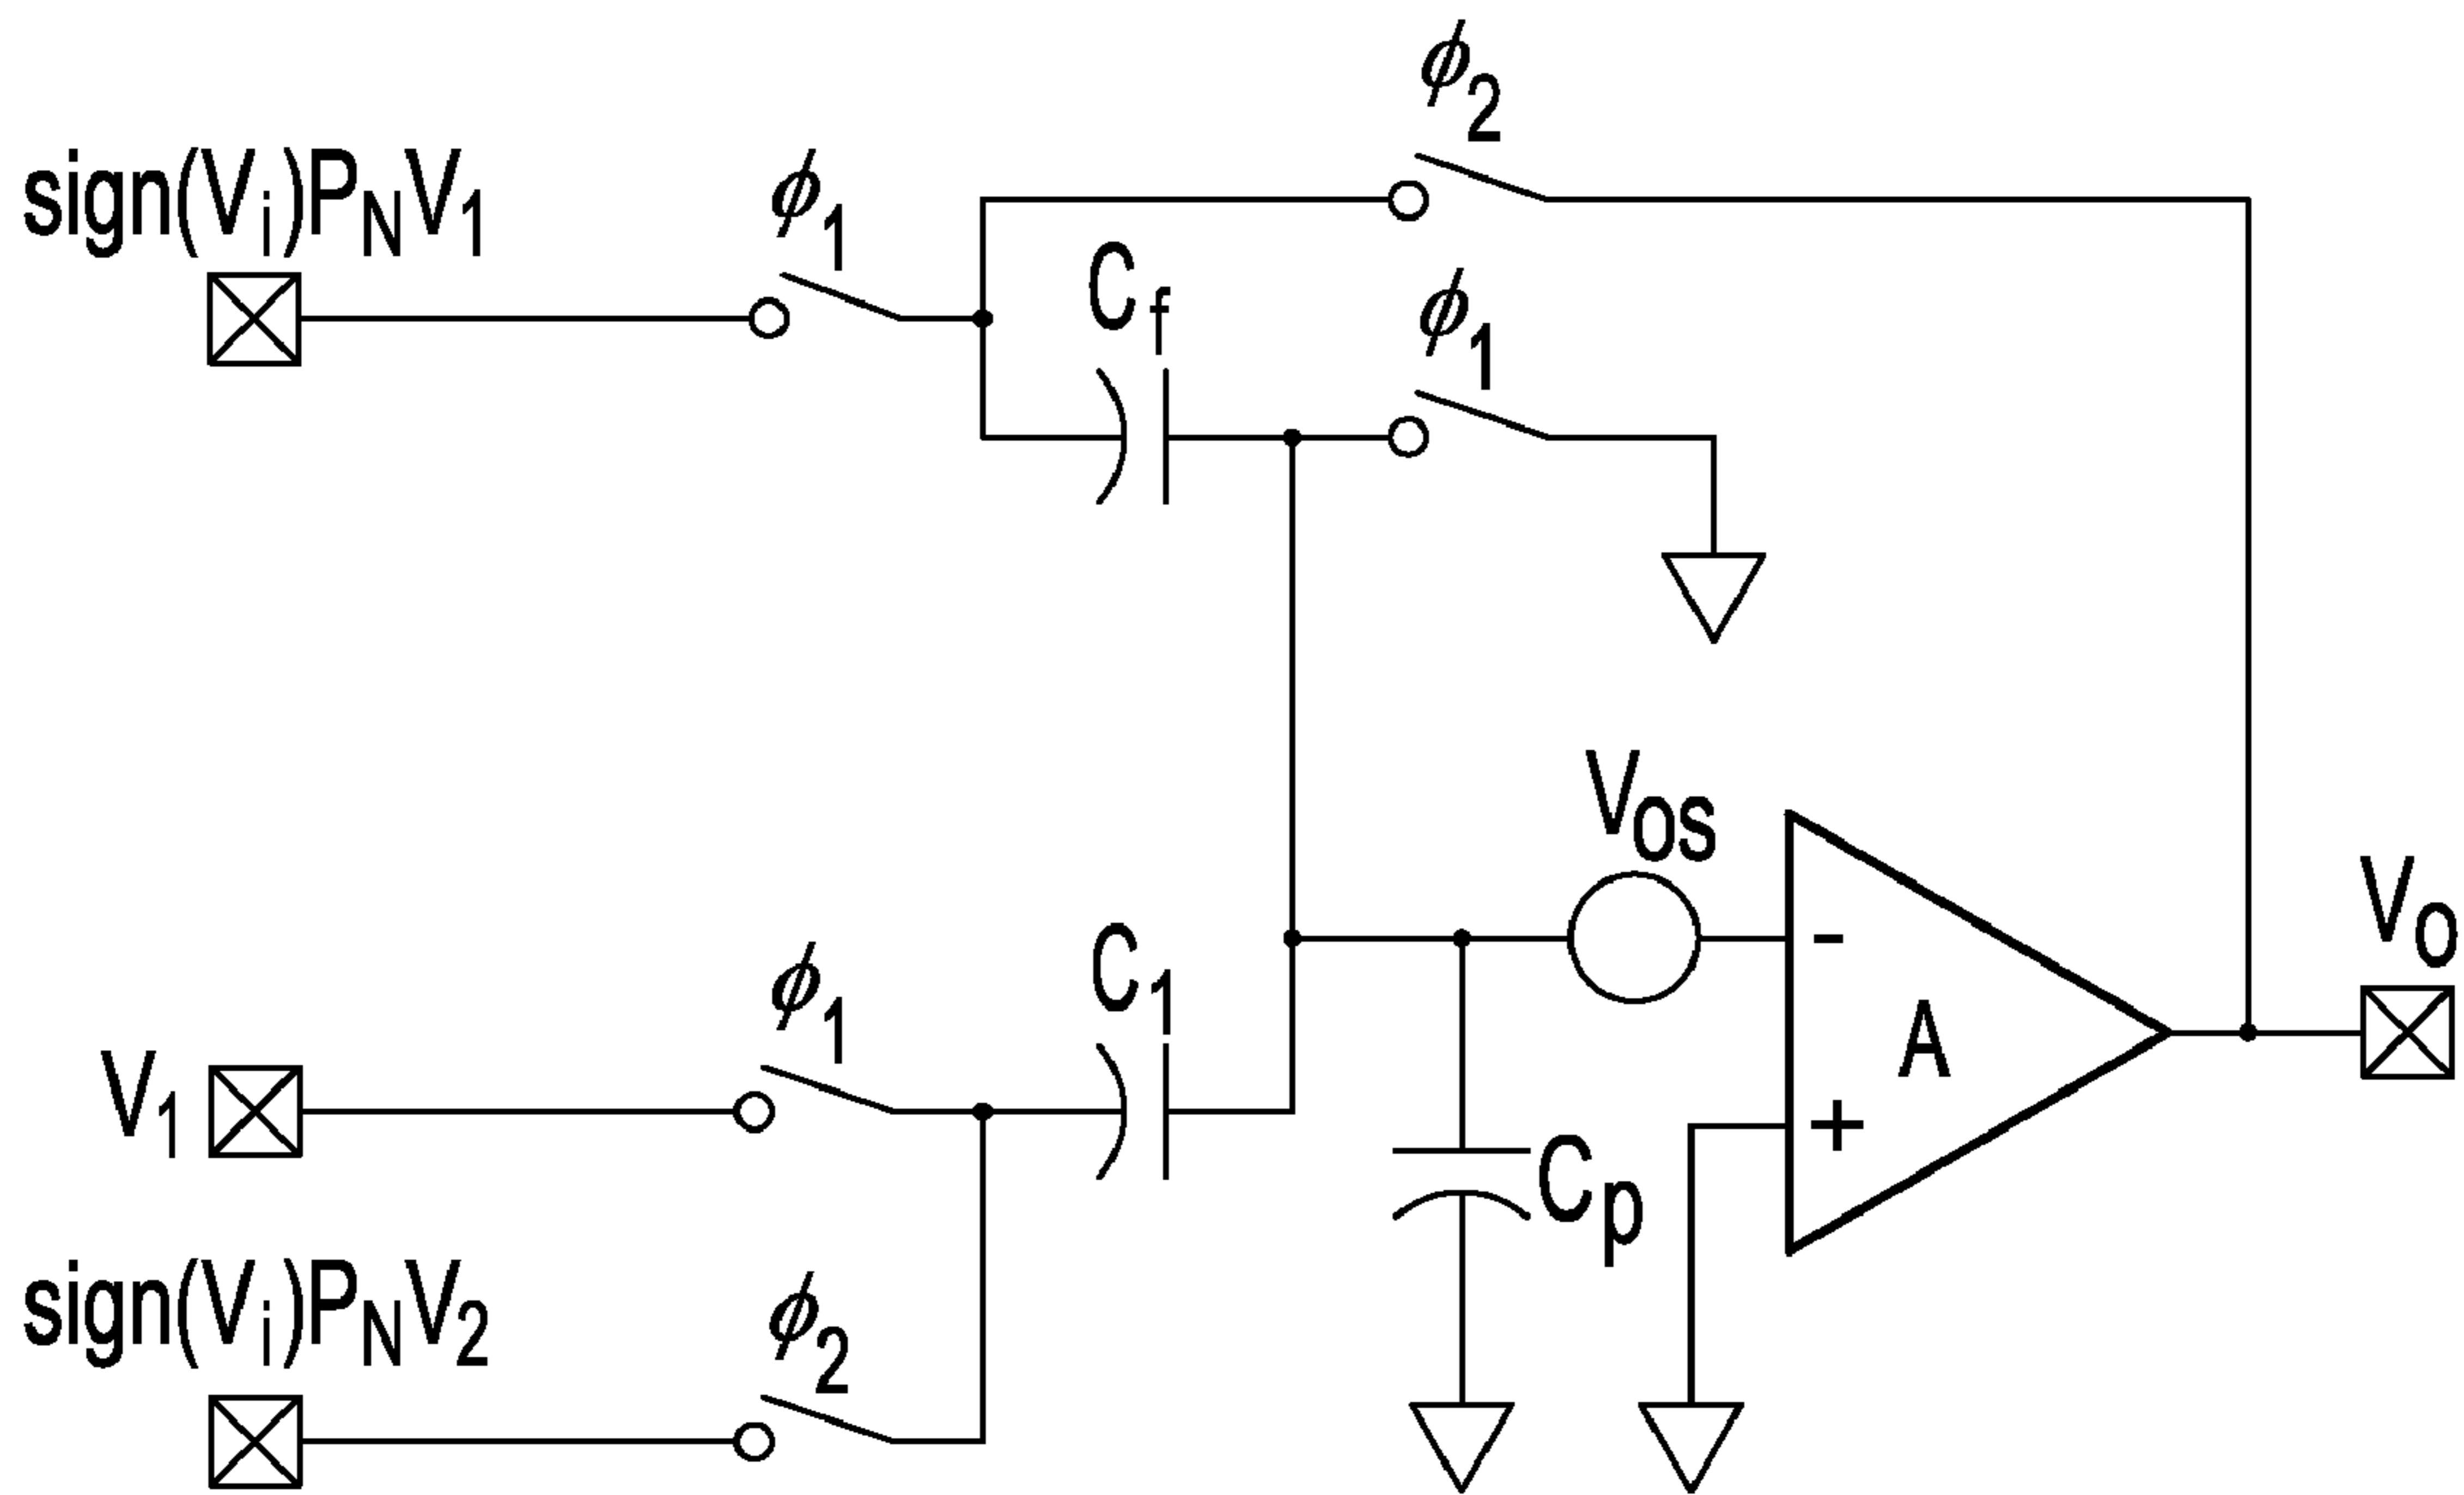 ϕ2
sign(Vi)PNV1
ϕ1
Cf
ϕ1
VOS
VO
C1
ϕ1
V1
-
A
+
Cp
sign(Vi)PNV2
ϕ2